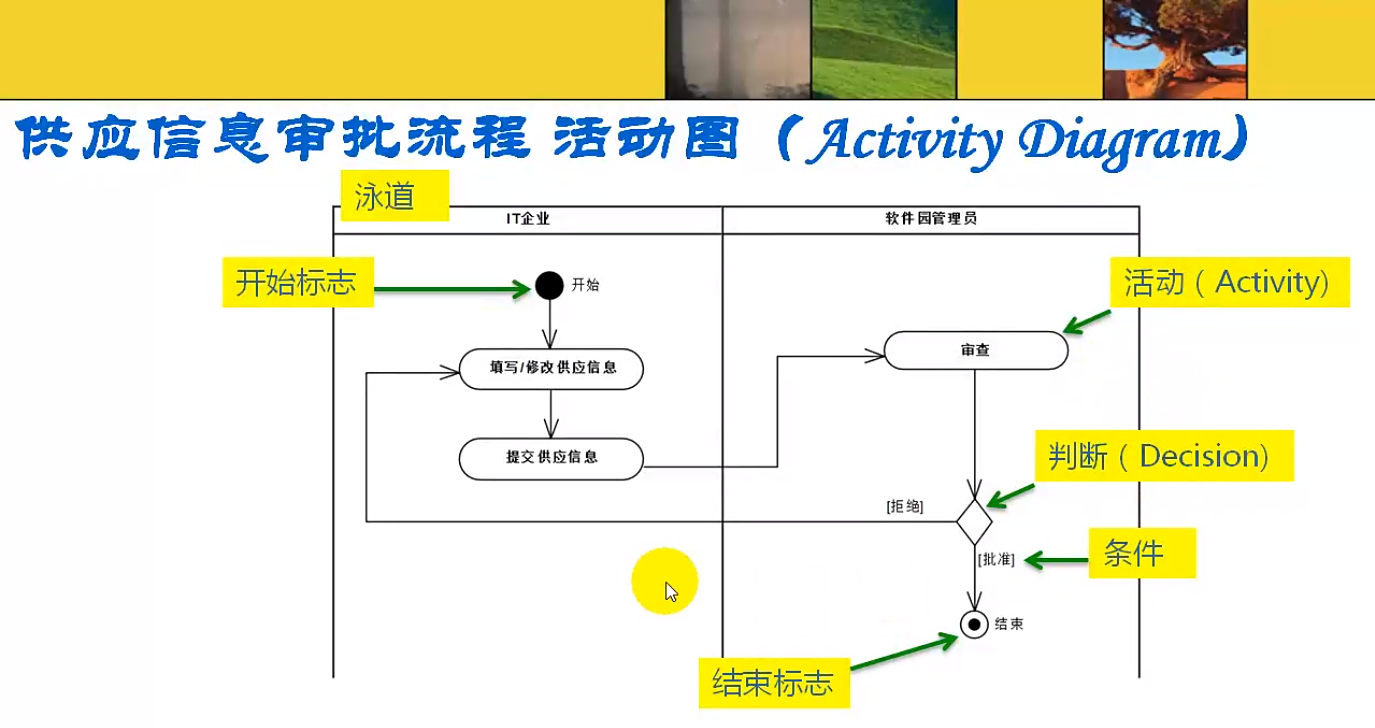 供应信息审批流程 活动图（Activity Diagram）
泳道
IT企业
软件园管理员
开始标志
开始
活动（Activity)
填写/修改供应信息
审查
提交供应信息
判断（Decision)
[拒绝]
[批准]
条件
结束
结束标志